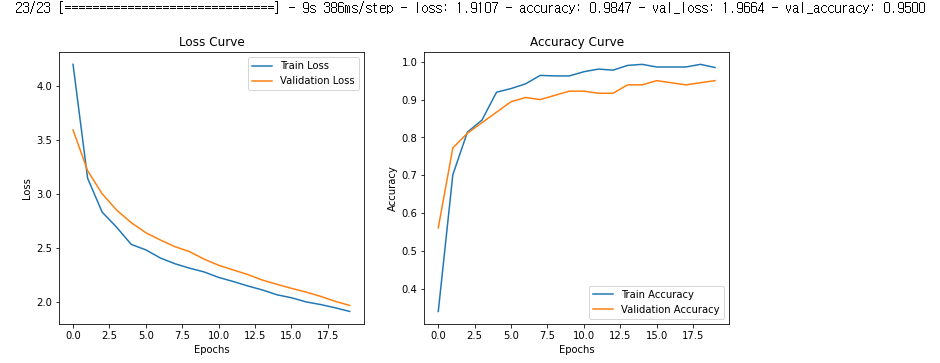 23/23 [==============================] - 9s 386ms/step - loss: 1.9107 - accuracy: 0.9847 - val_loss: 1.9664 - val_accuracy: 0.9500
Loss Curve
Train Loss
Validation Loss
4.0
3.5
3.0
2.5
2.0
Loss
0.0 2.5 5.0 7.5 10.0 12.5 15.0 17.5
Epochs
Accuracy Curve
1.0
0.9
0.8
0.7
0.6
0.5
0.4
Accuracy
Train Accuracy
Validation Accuracy
0.0 2.5 5.0 7.5 10.0 12.5 15.0 17.5
Epochs